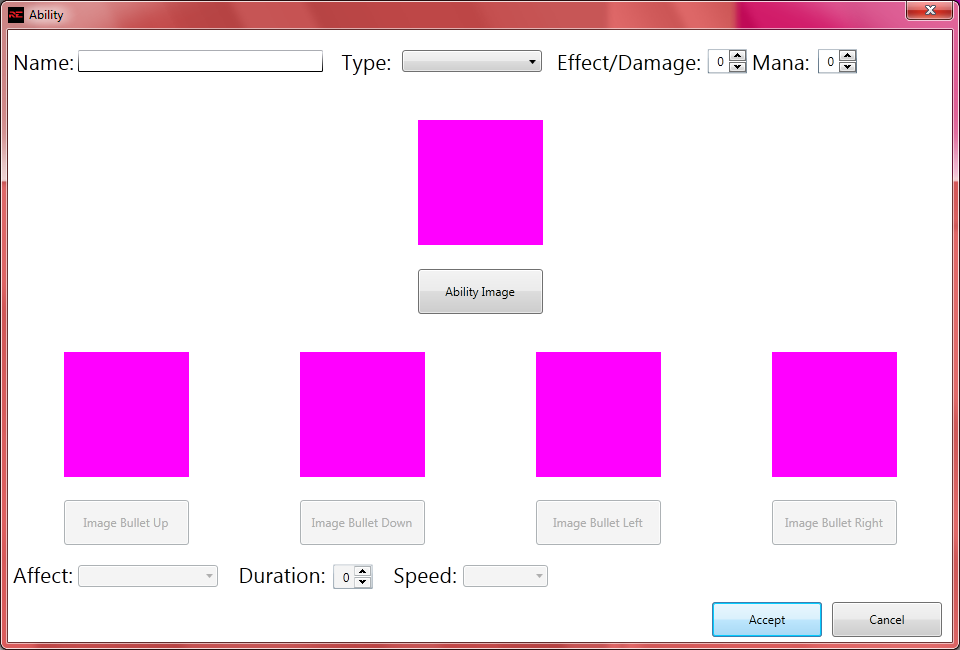 RE Ability
Name: Type: Effect/Damage: 0 Mana: 0
Ability Image
Image Bullet Up Image Bullet Down Image Bullet Left Image Bullet Right
Affect: Duration: 0 Speed:
Accept Cancel